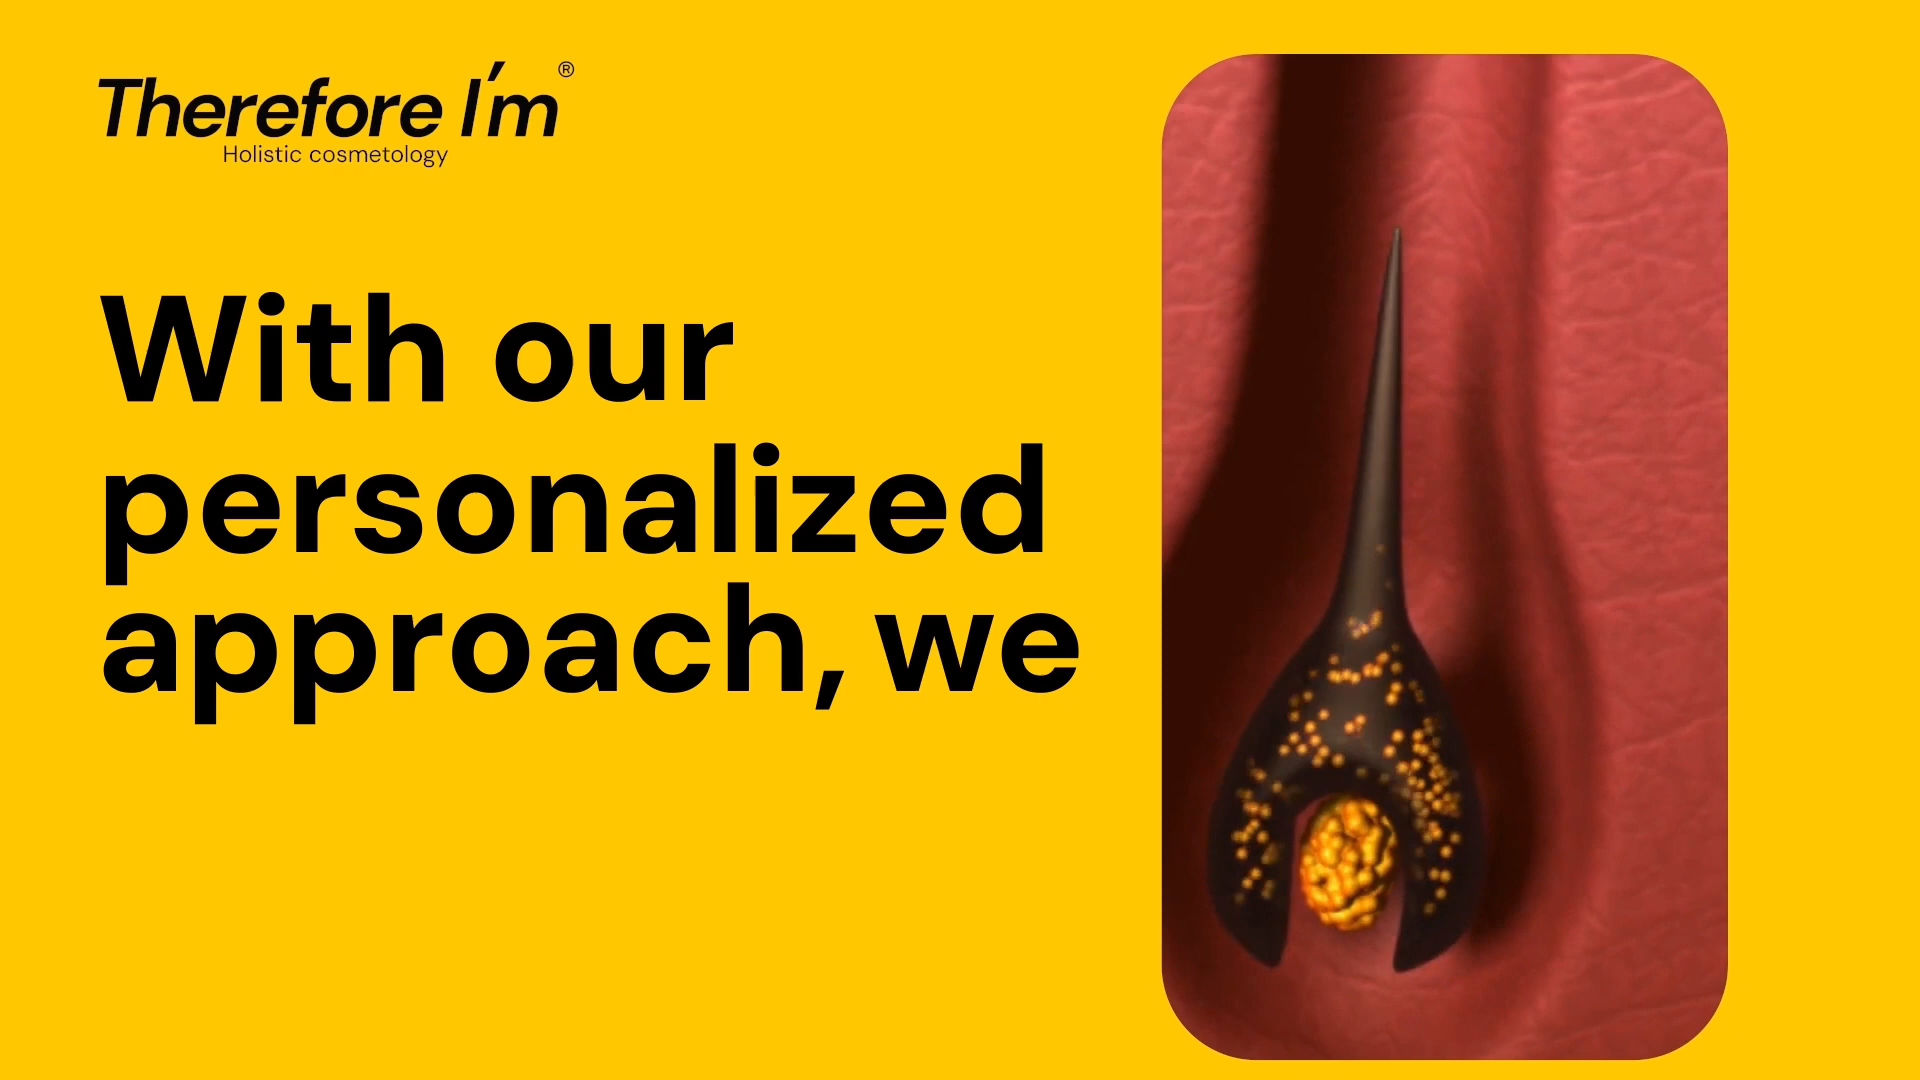 Therefore I'm®
Holistic cosmetology
With our
personalized
approach, we